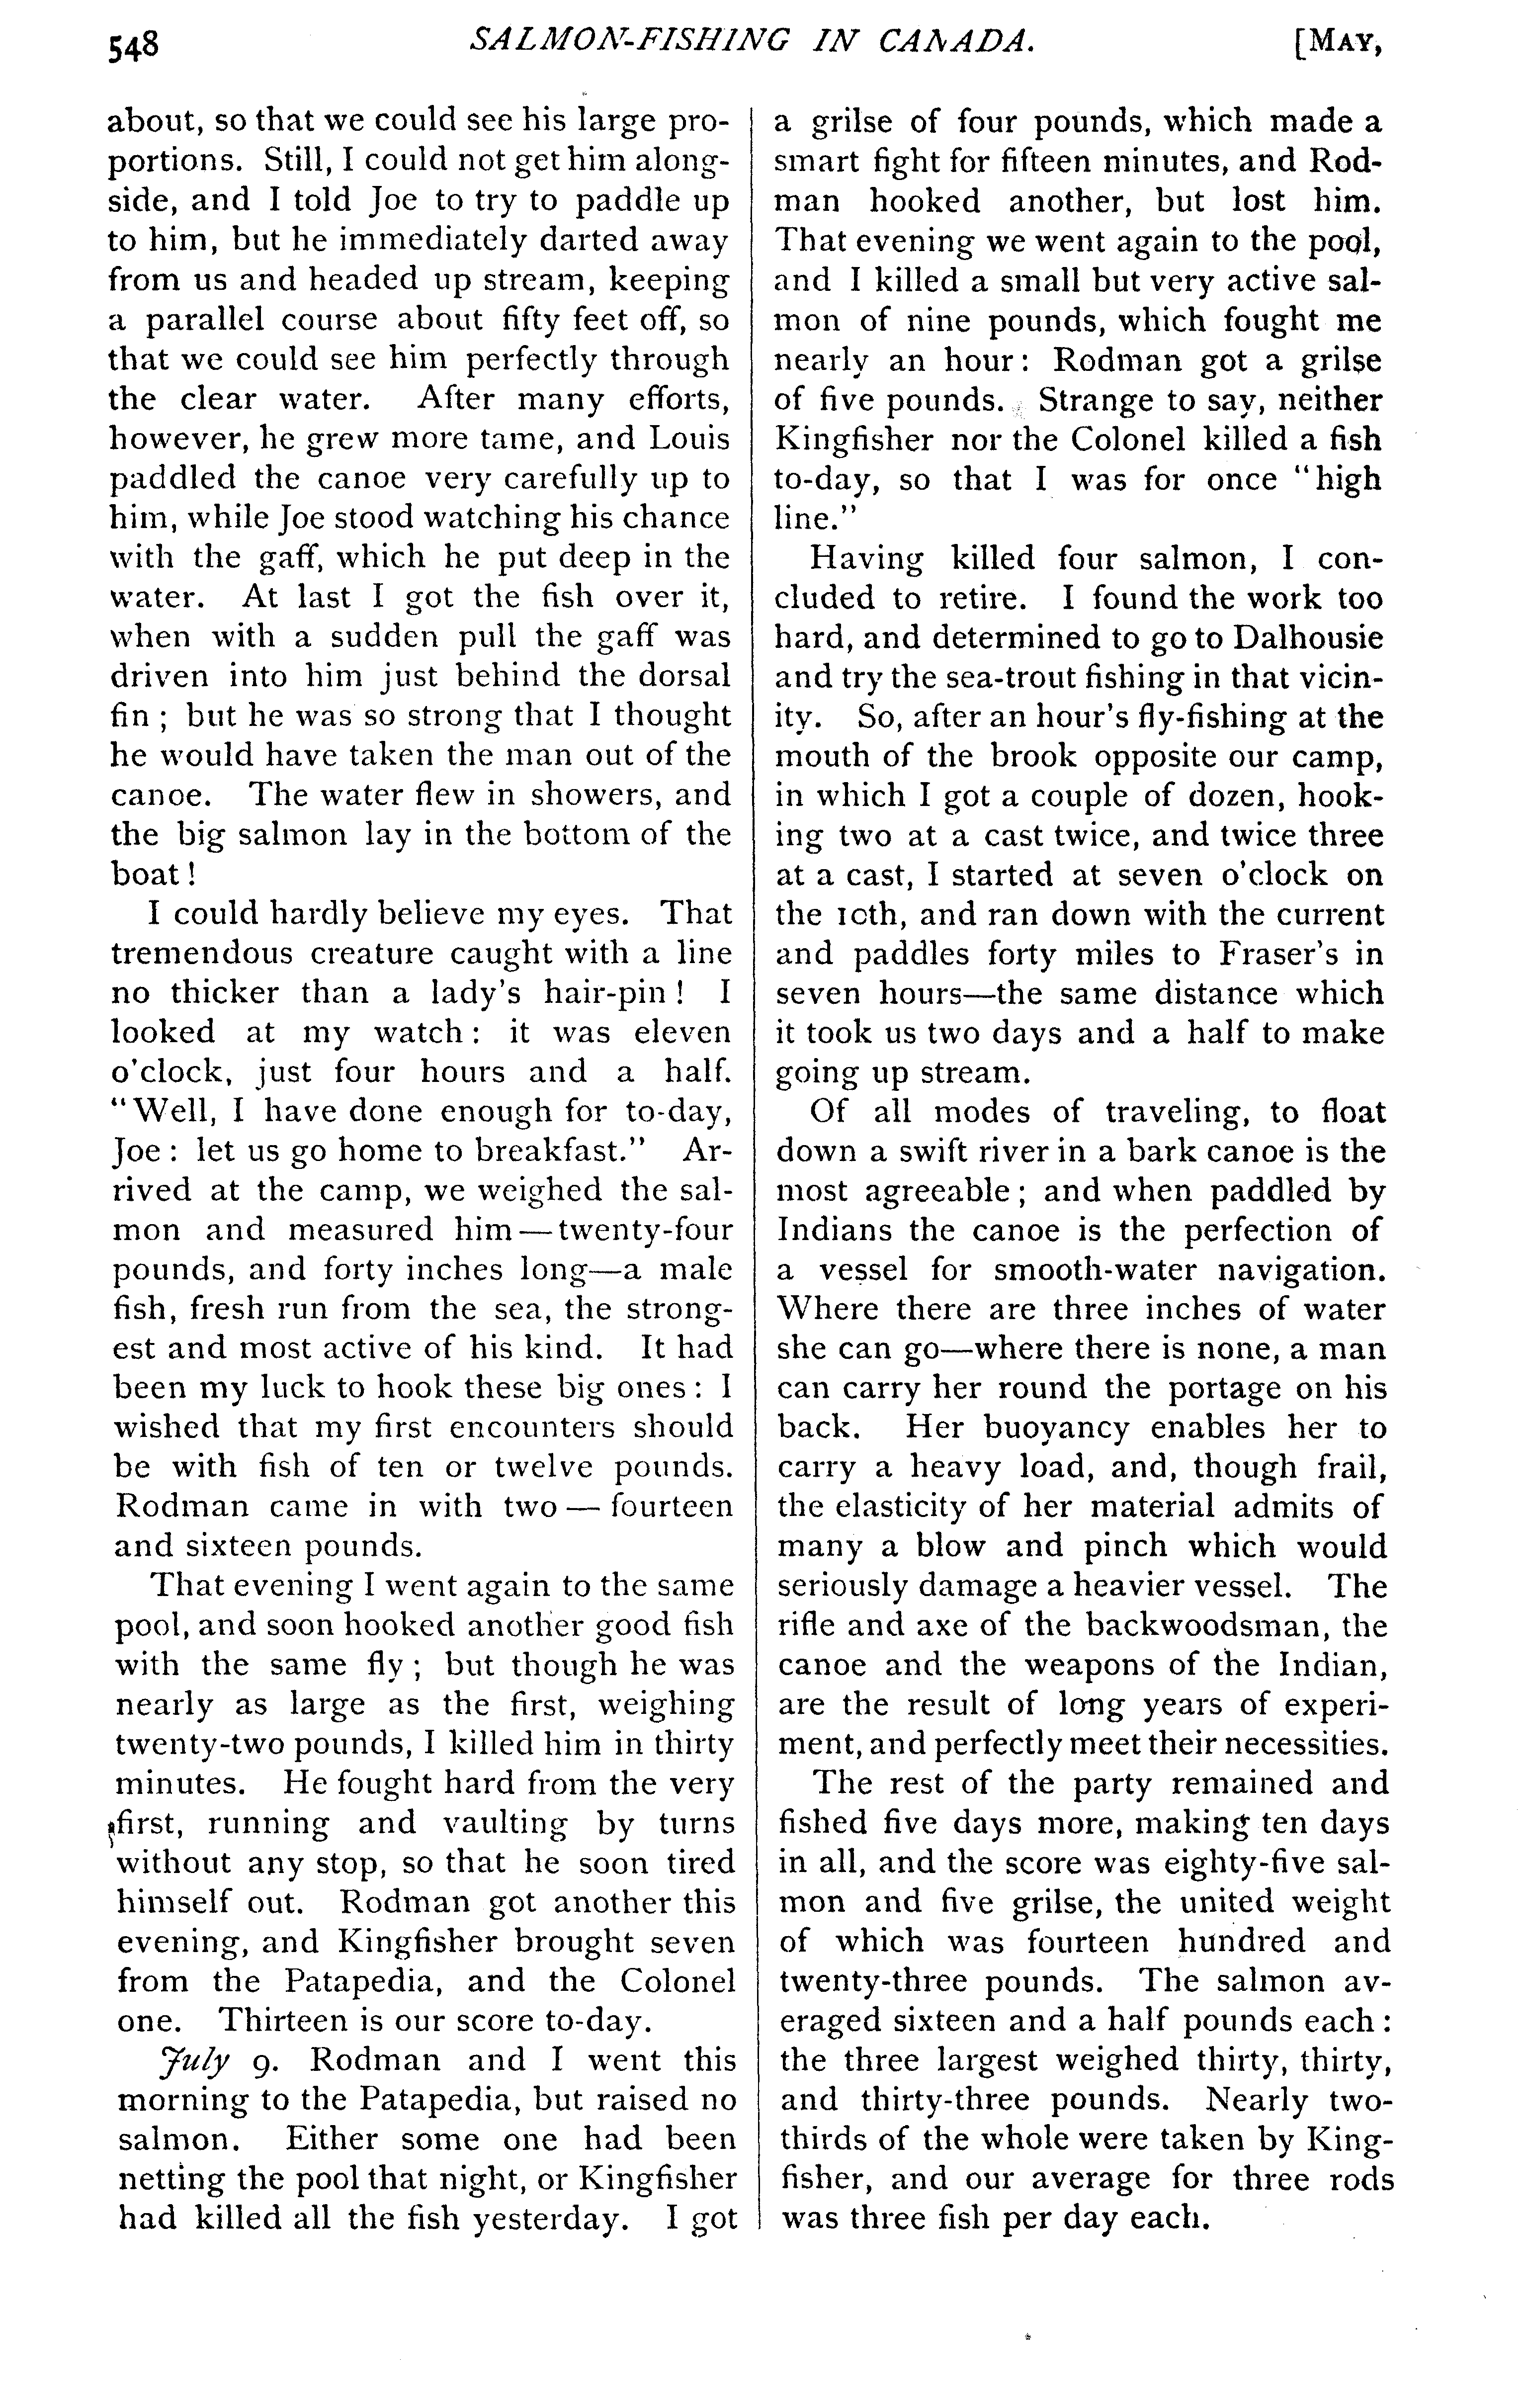 548
SALMON-FISHING IN CANADA.
[MAY,
about, so that we could see his large pro-
portions. Still, I could not get him along-
side, and I told Joe to try to paddle up
to him, but he immediately darted away
from us and headed up stream, keeping
a parallel course about fifty feet off, so
that we could see him perfectly through
the clear water. After many efforts,
however, he grew more tame, and Louis
paddled the canoe very carefully up to
him, while Joe stood watching his chance
with the gaff, which he put deep in the
water. At last I got the fish over it,
when with a sudden pull the gaff was
driven into him just behind the dorsal
fin ; but he was so strong that I thought
he would have taken the man out of the
canoe. The water flew in showers, and
the big salmon lay in the bottom of the
boat !
I could hardly believe my eyes. That
tremendous creature caught with a line
no thicker than a lady's hair-pin ! I
looked at my watch : it was eleven
o'clock, just four hours and a half.
"Well, I have done enough for to-day,
Joe : let us go home to breakfast." Ar-
rived at the camp, we weighed the sal-
mon and measured him — twenty-four
pounds, and forty inches long—a male
fish, fresh run from the sea, the strong-
est and most active of his kind. It had
been my luck to hook these big ones : I
wished that my first encounters should
be with fish of ten or twelve pounds.
Rodman came in with two — fourteen
and sixteen pounds.
That evening I went again to the same
pool, and soon hooked another good fish
with the same fly ; but though he was
nearly as large as the first, weighing
twenty-two pounds, I killed him in thirty
minutes. He fought hard from the very
first, running and vaulting by turns
without any stop, so that he soon tired
himself out. Rodman got another this
evening, and Kingfisher brought seven
from the Patapedia, and the Colonel
one. Thirteen is our score to-day.
July 9. Rodman and I went this
morning to the Patapedia, but raised no
salmon. Either some one had been
netting the pool that night, or Kingfisher
had killed all the fish yesterday. I got
a grilse of four pounds, which made a
smart fight for fifteen minutes, and Rod-
man hooked another, but lost him.
That evening we went again to the pool,
and I killed a small but very active sal-
mon of nine pounds, which fought me
nearly an hour : Rodman got a grilse
of five pounds. Strange to say, neither
Kingfisher nor the Colonel killed a fish
to-day, so that I was for once "high
line."
Having killed four salmon, I con-
cluded to retire. I found the work too
hard, and determined to go to Dalhousie
and try the sea-trout fishing in that vicin-
ity. So, after an hour's fly-fishing at the
mouth of the brook opposite our camp,
in which I got a couple of dozen, hook-
ing two at a cast twice, and twice three
at a cast, I started at seven o'clock on
the 10th, and ran down with the current
and paddles forty miles to Fraser's in
seven hours—the same distance which
it took us two days and a half to make
going up stream.
Of all modes of traveling, to float
down a swift river in a bark canoe is the
most agreeable ; and when paddled by
Indians the canoe is the perfection of
a vessel for smooth-water navigation.
Where there are three inches of water
she can go—where there is none, a man
can carry her round the portage on his
back. Her buoyancy enables her to
carry a heavy load, and, though frail,
the elasticity of her material admits of
many a blow and pinch which would
seriously damage a heavier vessel. The
rifle and axe of the backwoodsman, the
canoe and the weapons of the Indian,
are the result of long years of experi-
ment, and perfectly meet their necessities.
The rest of the party remained and
fished five days more, making ten days
in all, and the score was eighty-five sal-
mon and five grilse, the united weight
of which was fourteen hundred and
twenty-three pounds. The salmon av-
eraged sixteen and a half pounds each :
the three largest weighed thirty, thirty,
and thirty-three pounds. Nearly two-
thirds of the whole were taken by King-
fisher, and our average for three rods
was three fish per day each.